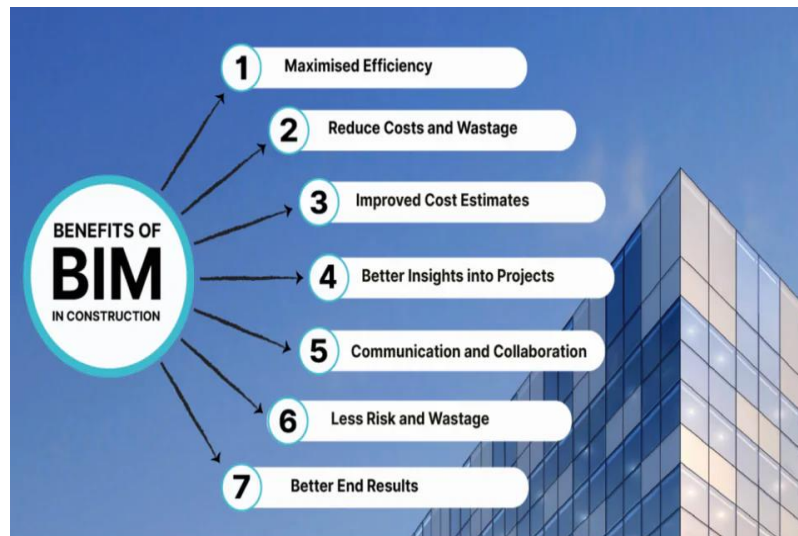 BENEFITS OF
BIM
IN CONSTRUCTION
1 Maximised Efficiency
2 Reduce Costs and Wastage
3 Improved Cost Estimates
4 Better Insights into Projects
5 Communication and Collaboration
6 Less Risk and Wastage
7 Better End Results